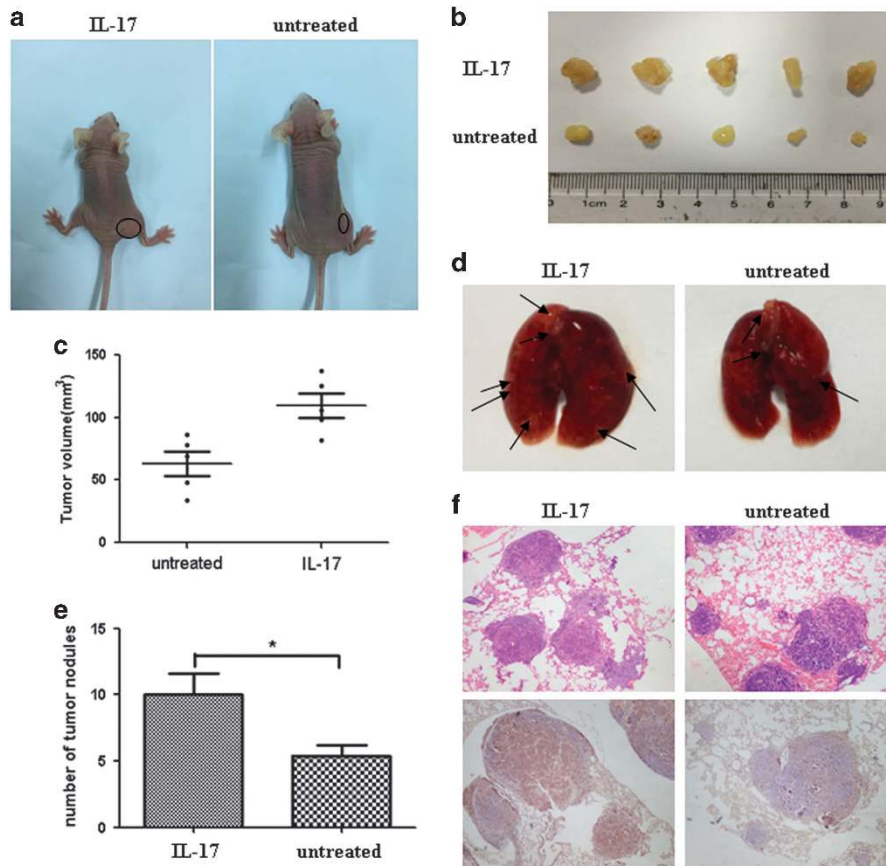 a
IL-17
untreated
b
IL-17
untreated
0 1cm 2 3 4 5 6 7 8 9
c
Tumor volume(mm³)
150
100
50
0
untreated
IL-17
d
IL-17
untreated
e
number of tumor nodules
15
10
5
0
*
IL-17
untreated
f
IL-17
untreated